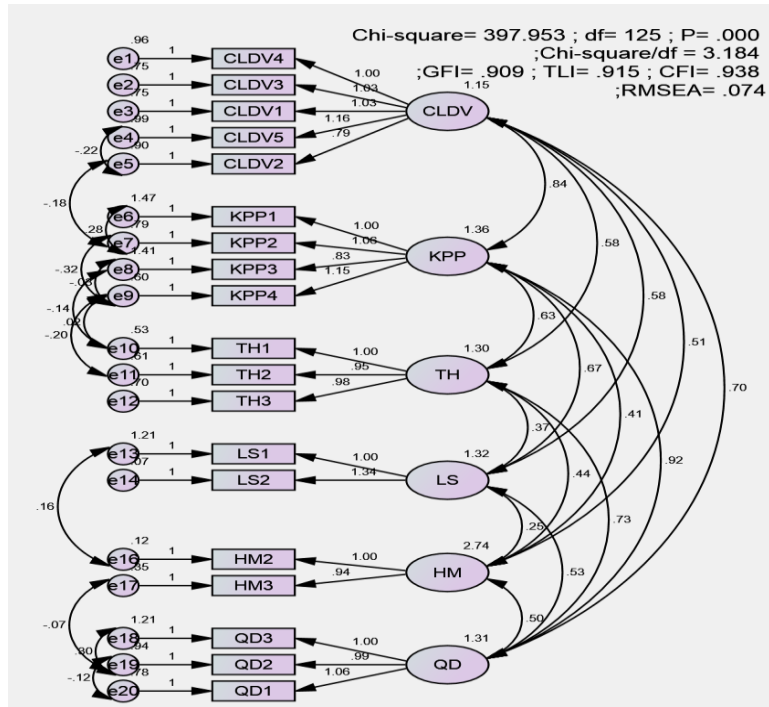 Chi-square= 397.953 ; df= 125 ; P= .000
;Chi-square/df = 3.184
;GFI= .909 ; TLI= .915 ; CFI= .938
;RMSEA= .074
.96
e1 1 CLDV4
1.00
.75
e2 1 CLDV3
1.03
1.15
CLDV
.75
e3 1 CLDV1
1.03
.99
e4 1 CLDV5
1.16
-.22
.90
e5 1 CLDV2
.79
.84
-.18
1.47
e6 1 KPP1
1.00
.58
.28
.79
e7 1 KPP2
1.36
KPP
1.41
e8 1 KPP3
.83
-.32
.60
e9 1 KPP4
1.15
.58
-.14
.63
.51
.02
-.20
.53
e10 1 TH1
1.00
1.30
.61
e11 1 TH2
.95
TH
.67
.70
.70
e12 1 TH3
.98
.41
.37
.92
1.21
e13 1 LS1
1.00
1.32
.07
e14 1 LS2
1.34
LS
.44
.16
.25
.73
.12
e16 1 HM2
1.00
2.74
HM
e17 1 HM3
.94
.53
-.07
.50
1.21
e18 1 QD3
1.00
1.31
.94
e19 1 QD2
.99
QD
-.12
.78
e20 1 QD1
1.06